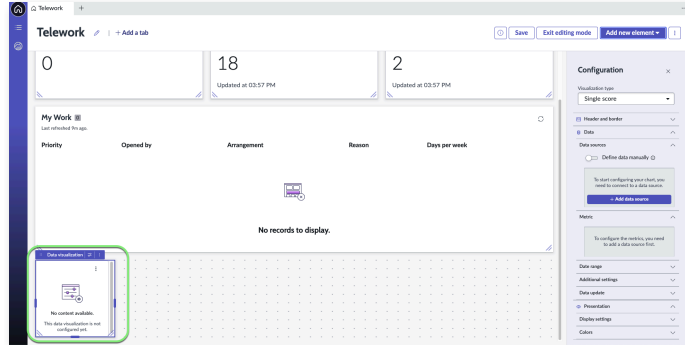 Telework
Telework
+ Add a tab
Save
Exit editing mode
Add new element
0
18
Updated at 03:57 PM
2
Updated at 03:57 PM
My Work
Last refreshed 9m ago.
Priority
Opened by
Arrangement
Reason
Days per week
No records to display.
Data visualization
No content available.
This data visualization is not
configured yet.
Configuration
Visualization type
Single score
Header and border
Data
Data sources
Define data manually
To start configuring your chart, you
need to connect to a data source.
+ Add data source
Metric
To configure the metrics, you need
to add a data source first.
Date range
Additional settings
Data update
Presentation
Display settings
Colors